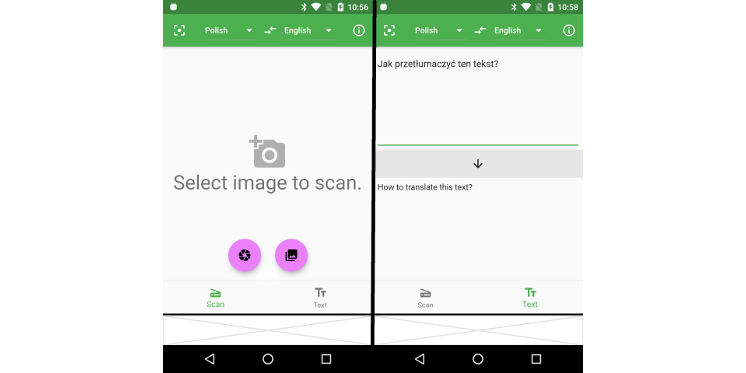 10:56
Polish
English
Select image to scan.
Scan
Text
10:58
Polish
English
Jak przetłumaczyć ten tekst?
How to translate this text?
Scan
Text